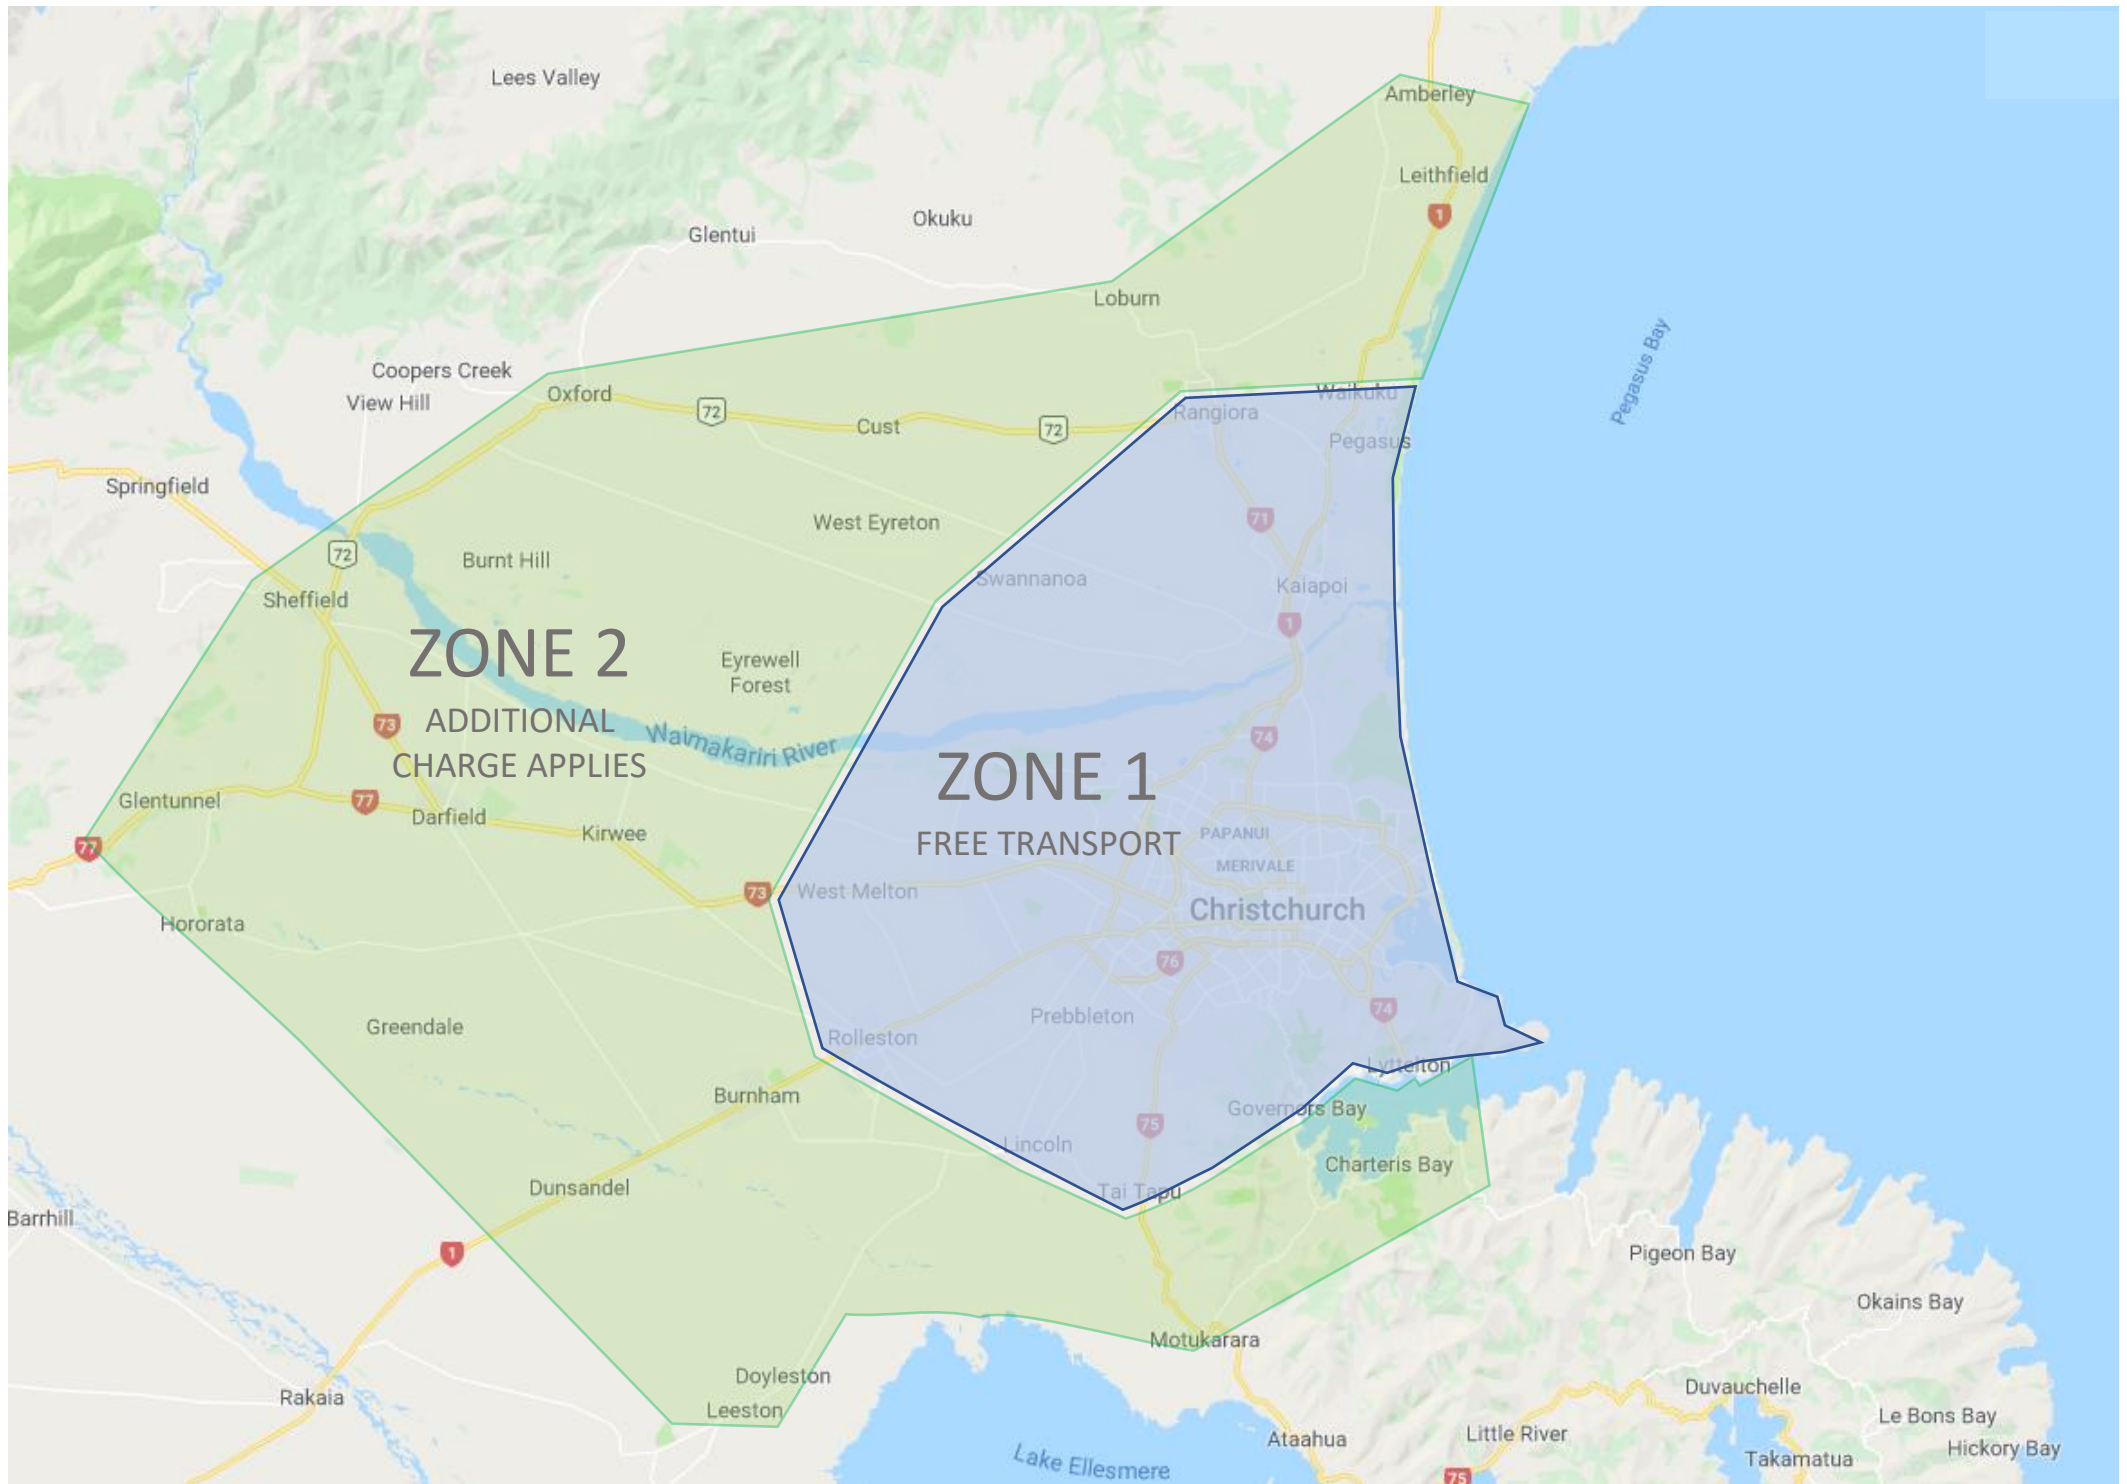 Lees Valley
Amberley
Leithfield
1
Okuku
Glentui
Loburn
Pegasus Bay
Coopers Creek
View Hill
Oxford
72
Cust
72
Rangiora
Waikuku
Pegasus
Springfield
West Eyreton
71
72
Burnt Hill
Swannanoa
Kaiapoi
Sheffield
1
ZONE 2
ADDITIONAL
CHARGE APPLIES
Eyrewell
Forest
73
Waimakariri River
74
ZONE 1
FREE TRANSPORT
Glentunnel
77
Darfield
Kirwee
PAPANUI
77
MERIVALE
73
West Melton
Christchurch
Hororata
76
74
Greendale
Prebbleton
Rolleston
Lyttelton
Burnham
Governors Bay
75
Lincoln
Charteris Bay
Dunsandel
Tai Tapu
Barrhill
1
Pigeon Bay
Okains Bay
Motukarara
Doyleston
Duvauchelle
Rakaia
Leeston
Le Bons Bay
Ataahua
Little River
Hickory Bay
Lake Ellesmere
Takamatua
75